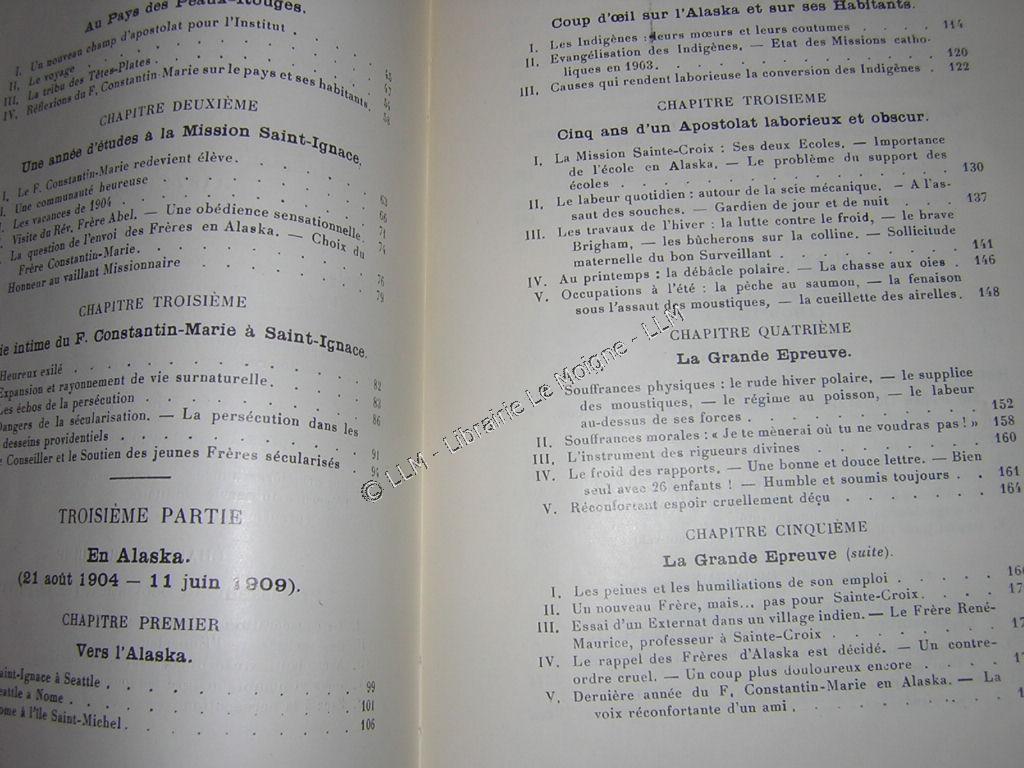 Au Pays des Peaux-Rouges.
I. Un nouveau champ d'apostolat pour l'Institut .
II. Le voyage . . . . . 
III. La tribu des Têtes-Plates . . . . .
IV. Réflexions du F. Constantin-Marie sur le pays et ses habitants.
CHAPITRE DEUXIÈME
Une année d'études à la Mission Saint-Ignace.
I. Le F. Constantin-Marie redevient élève. . . . . 63
Une communauté heureuse . . . . . 66
Les vacances de 1904 . . . . . 71
Visite du Rév. Frère Abel. — Une obédience sensationnelle. 74
La question de l'envoi des Frères en Alaska. — Choix du
Frère Constantin-Marie. . . . . 76
Honneur au vaillant Missionnaire . . . . . 79
CHAPITRE TROISIÈME
intime du F. Constantin-Marie à Saint-Ignace.
Heureux exilé . . . . . 82
Expansion et rayonnement de vie surnaturelle. . . . . 83
Les échos de la persécution . . . . . 86
Dangers de la sécularisation. — La persécution dans les
desseins providentiels . . . . . 91
Conseiller et le Soutien des jeunes Frères sécularisés .
TROISIÈME PARTIE
En Alaska.
(21 août 1904 — 11 juin 1909).
CHAPITRE PREMIER
Vers l'Alaska.
Saint-Ignace à Seattle . . . . . 99
Seattle à Nome . . . . . 101
Nome à l'île Saint-Michel . . . . . 106
Coup d'œil sur l'Alaska et sur ses Habitants.
I. Les Indigènes : leurs mœurs et leurs coutumes . . . . 114
II. Evangélisation des Indigènes. — Etat des Missions catho-
liques en 1903. . . . . 120
III. Causes qui rendent laborieuse la conversion des Indigènes . 122
CHAPITRE TROISIEME
Cinq ans d'un Apostolat laborieux et obscur.
I. La Mission Sainte-Croix : Ses deux Ecoles. — Importance
de l'école en Alaska. — Le problème du support des
écoles . . . . . 130
II. Le labeur quotidien : autour de la scie mécanique. — A l'as-
saut des souches. — Gardien de jour et de nuit . . . 137
III. Les travaux de l'hiver : la lutte contre le froid, — le brave
Brigham, — les bûcherons sur la colline. — Sollicitude
maternelle du bon Surveillant . . . . . 141
IV. Au printemps : la débâcle polaire. — La chasse aux oies . 146
V. Occupations à l'été : la pêche au saumon, — la fenaison
sous l'assaut des moustiques, — la cueillette des airelles. 148
CHAPITRE QUATRIÈME
La Grande Epreuve.
Souffrances physiques : le rude hiver polaire, — le supplice
des moustiques, — le régime au poisson, — le labeur
au-dessus de ses forces . . . . . 152
II. Souffrances morales : « Je te mènerai où tu ne voudras pas ! » 158
III. L'instrument des rigueurs divines . . . . . 160
IV. Le froid des rapports. — Une bonne et douce lettre. — Bien
seul avec 26 enfants ! — Humble et soumis toujours . . 161
V. Réconfortant espoir cruellement déçu . . . . . 164
CHAPITRE CINQUIÈME
La Grande Epreuve (suite).
I. Les peines et les humiliations de son emploi . . . . .
II. Un nouveau Frère, mais... pas pour Sainte-Croix. . . .
III. Essai d'un Externat dans un village indien. — Le Frère René-
Maurice, professeur à Sainte-Croix . . . . .
IV. Le rappel des Frères d'Alaska est décidé. — Un contre-
ordre cruel. — Un coup plus douloureux encore . . . .
V. Dernière année du F. Constantin-Marie en Alaska. — La
voix réconfortante d'un ami . . . . .
© LLM - Librairie Le Moigne - LLM